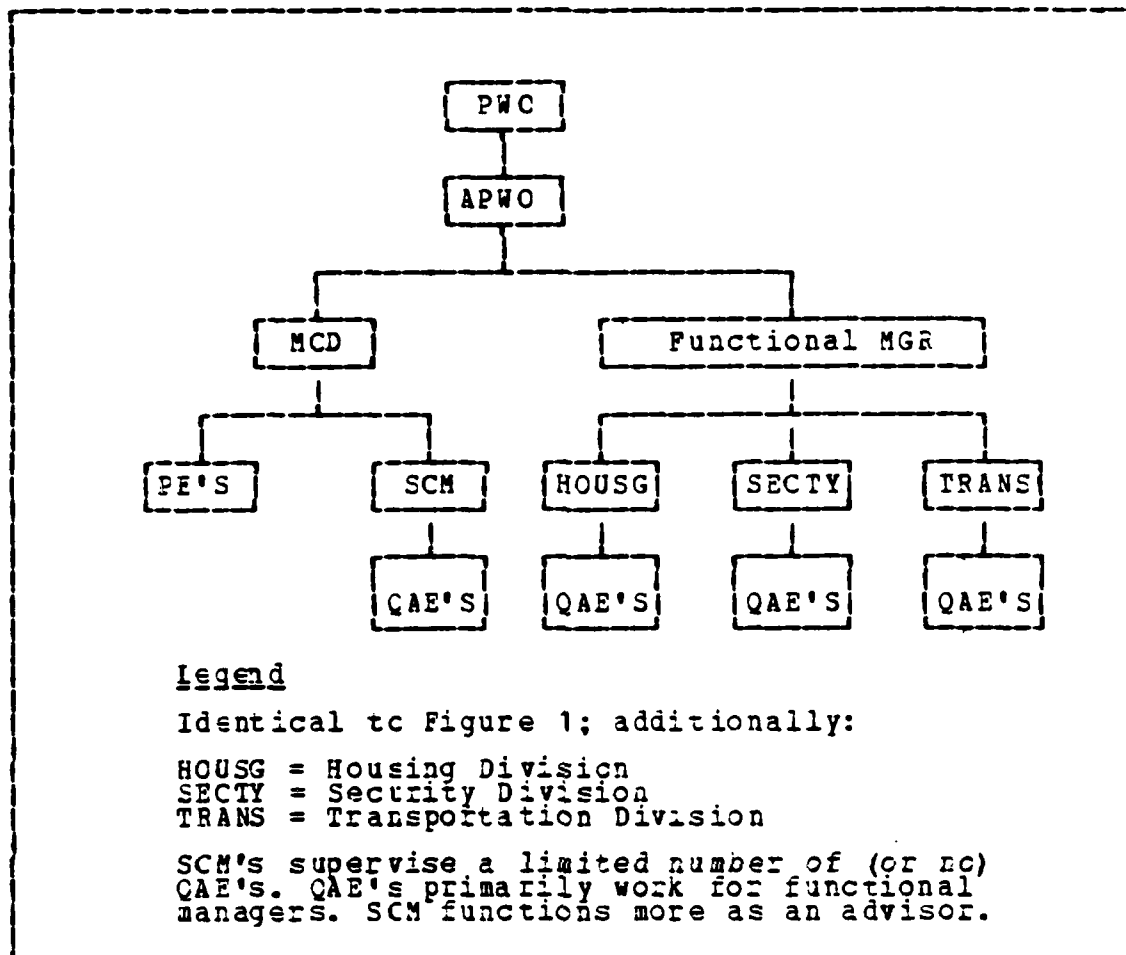 PWC
APWO
MCD Functional MGR
PE'S SCM HOUSG SECTY TRANS
QAE'S QAE'S QAE'S QAE'S
Legend
Identical tc Figure 1; additionally:
HOUSG = Housing Division
SECTY = Security Division
TRANS = Transportation Division
SCM's supervise a limited number of (or nc)
QAE's. QAE's primarily work for functional
managers. SCM functions more as an advisor.